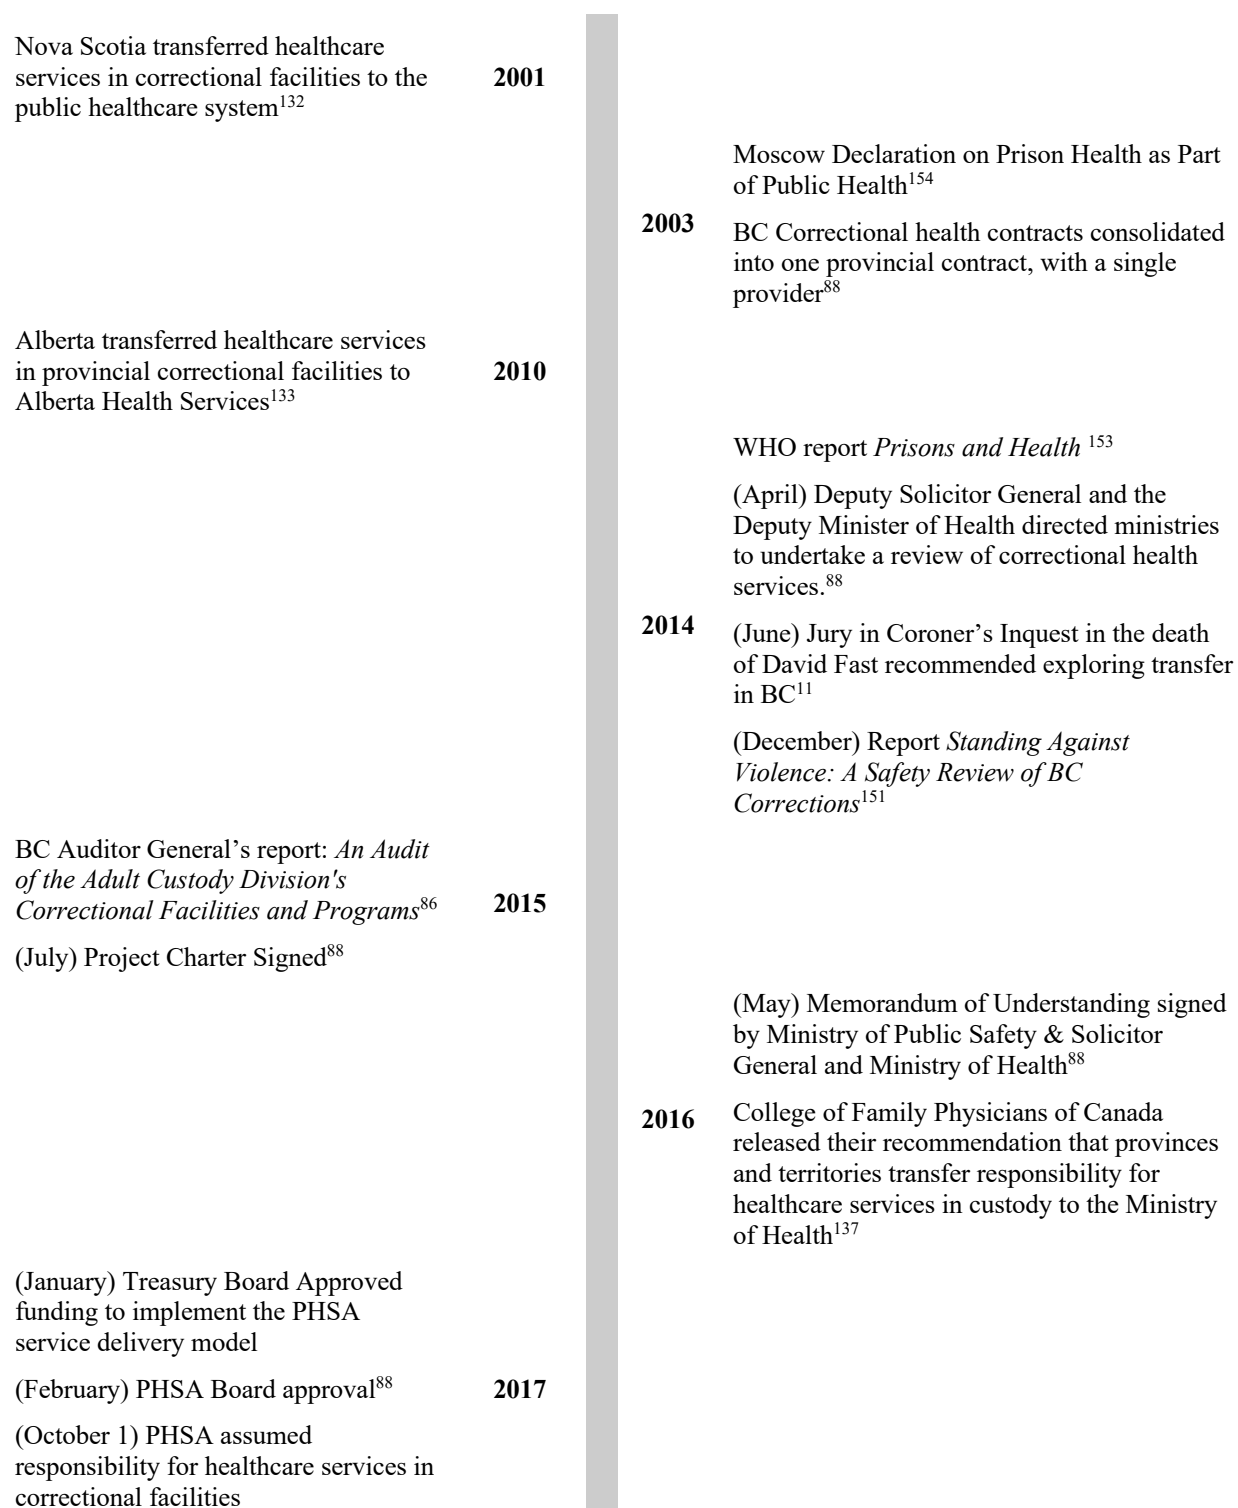 Nova Scotia transferred healthcare
services in correctional facilities to the
public healthcare system132
2001
Moscow Declaration on Prison Health as Part
of Public Health154
2003
BC Correctional health contracts consolidated
into one provincial contract, with a single
provider88
Alberta transferred healthcare services
in provincial correctional facilities to
Alberta Health Services133
2010
WHO report Prisons and Health 153
(April) Deputy Solicitor General and the
Deputy Minister of Health directed ministries
to undertake a review of correctional health
services.88
2014
(June) Jury in Coroner’s Inquest in the death
of David Fast recommended exploring transfer
in BC11
(December) Report Standing Against
Violence: A Safety Review of BC
Corrections151
BC Auditor General’s report: An Audit
of the Adult Custody Division's
Correctional Facilities and Programs86
2015
(July) Project Charter Signed88
(May) Memorandum of Understanding signed
by Ministry of Public Safety & Solicitor
General and Ministry of Health88
2016
College of Family Physicians of Canada
released their recommendation that provinces
and territories transfer responsibility for
healthcare services in custody to the Ministry
of Health137
(January) Treasury Board Approved
funding to implement the PHSA
service delivery model
(February) PHSA Board approval88
2017
(October 1) PHSA assumed
responsibility for healthcare services in
correctional facilities